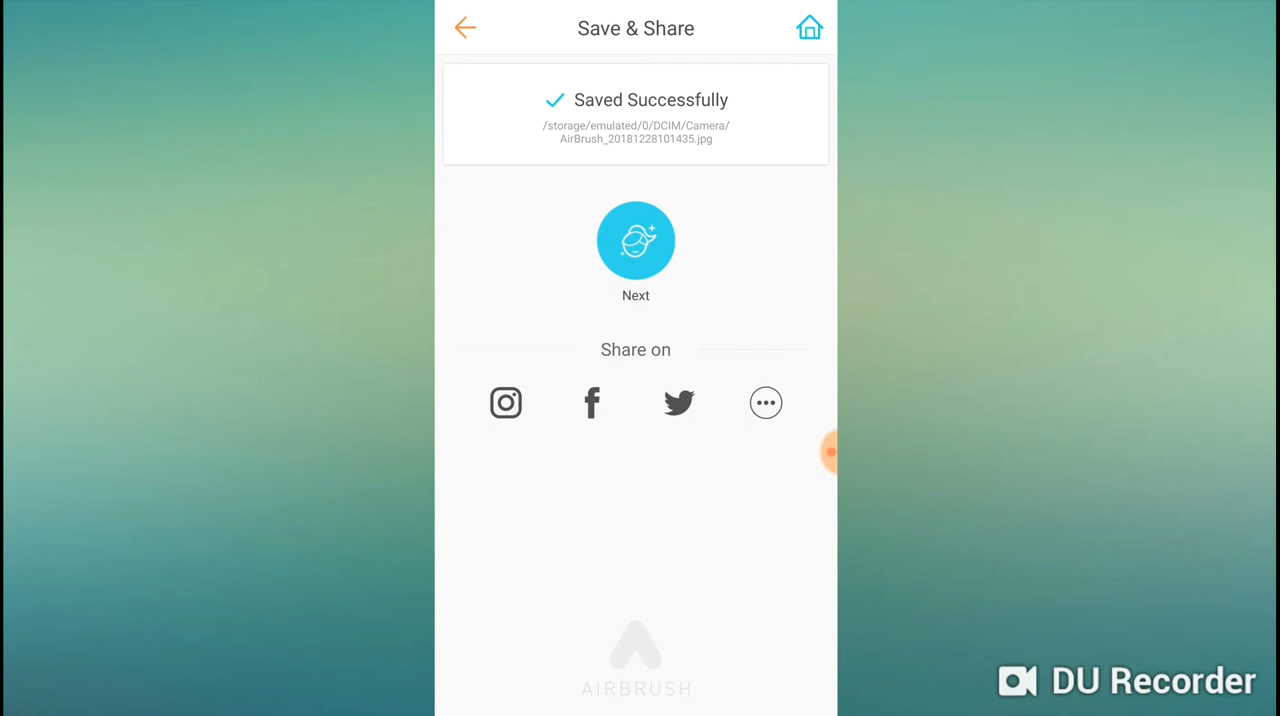 Save & Share
Saved Successfully
/storage/emulated/0/DCIM/Camera/
AirBrush_20181228101435.jpg
Next
Share on
AIRBRUSH
DU Recorder